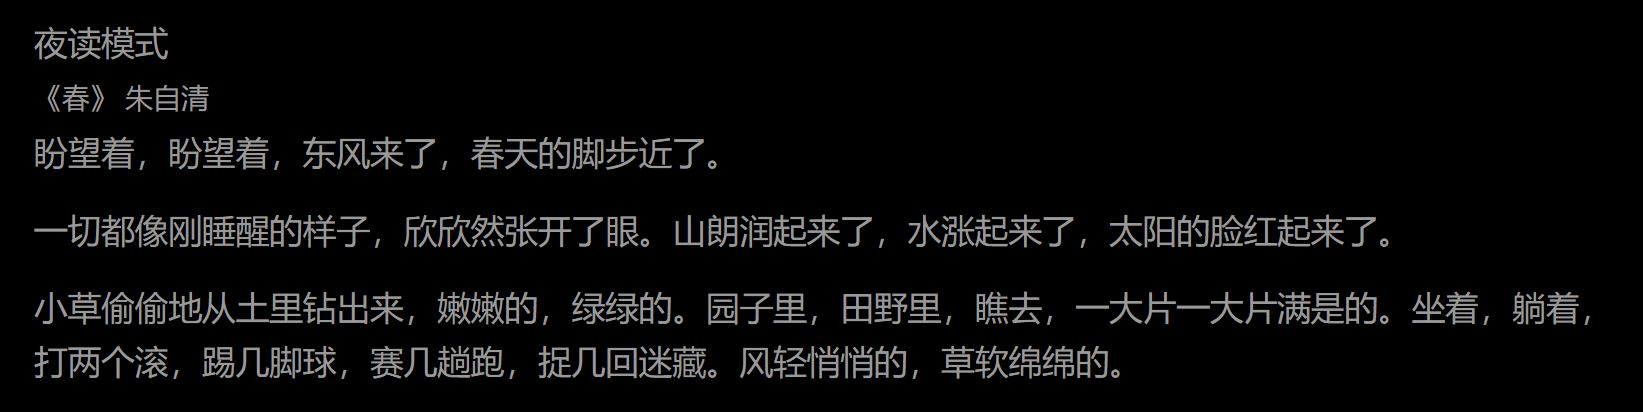 夜读模式
《春》 朱自清
盼望着，盼望着，东风来了，春天的脚步近了。
一切都像刚睡醒的样子，欣欣然张开了眼。山朗润起来了，水涨起来了，太阳的脸红起来了。
小草偷偷地从土里钻出来，嫩嫩的，绿绿的。园子里，田野里，瞧去，一大片一大片满是的。坐着，躺着，
打两个滚，踢几脚球，赛几趟跑，捉几回迷藏。风轻悄悄的，草软绵绵的。